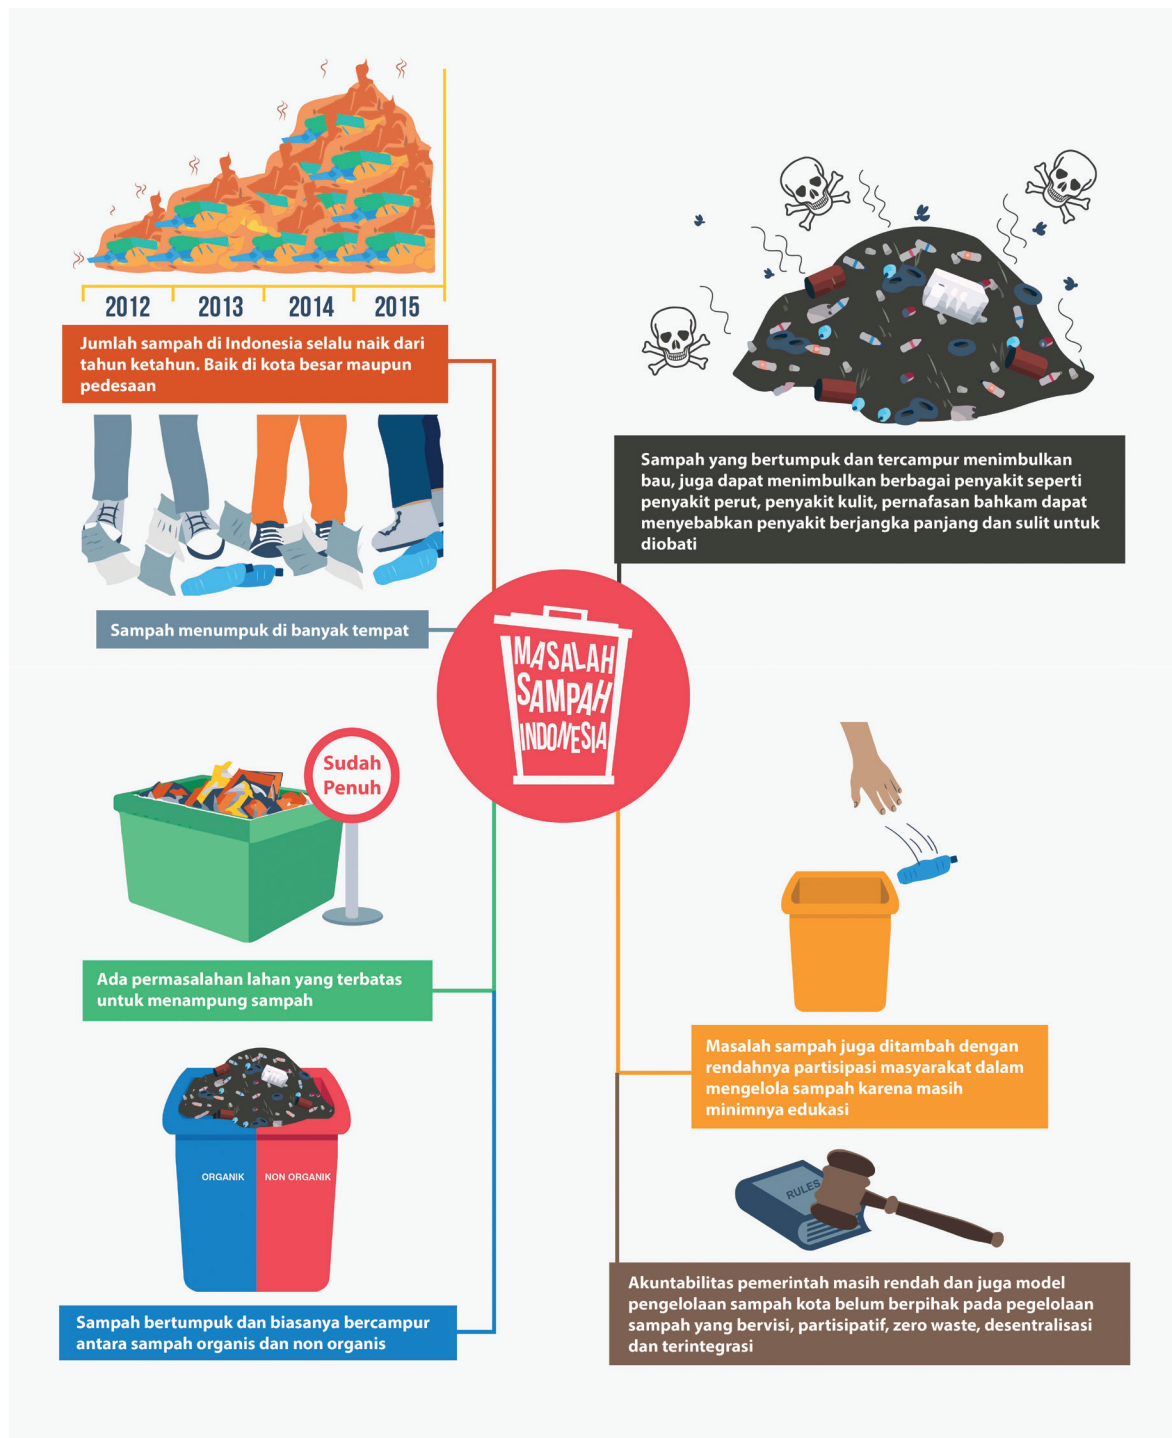 2012 2013 2014 2015
Jumlah sampah di Indonesia selalu naik dari
tahun ketahun. Baik di kota besar maupun
pedesaan
Sampah menumpuk di banyak tempat
Sampah yang bertumpuk dan tercampur menimbulkan
bau, juga dapat menimbulkan berbagai penyakit seperti
penyakit perut, penyakit kulit, pernafasan bahkam dapat
menyebabkan penyakit berjangka panjang dan sulit untuk
diobati
MASALAH
SAMPAH
INDONESIA
Sudah
Penuh
Ada permasalahan lahan yang terbatas
untuk menampung sampah
ORGANIK
NON ORGANIK
Sampah bertumpuk dan biasanya bercampur
antara sampah organis dan non organis
Masalah sampah juga ditambah dengan
rendahnya partisipasi masyarakat dalam
mengelola sampah karena masih
minimnya edukasi
RULES
Akuntabilitas pemerintah masih rendah dan juga model
pengelolaan sampah kota belum berpihak pada pegelolaan
sampah yang bervisi, partisipatif, zero waste, desentralisasi
dan terintegrasi